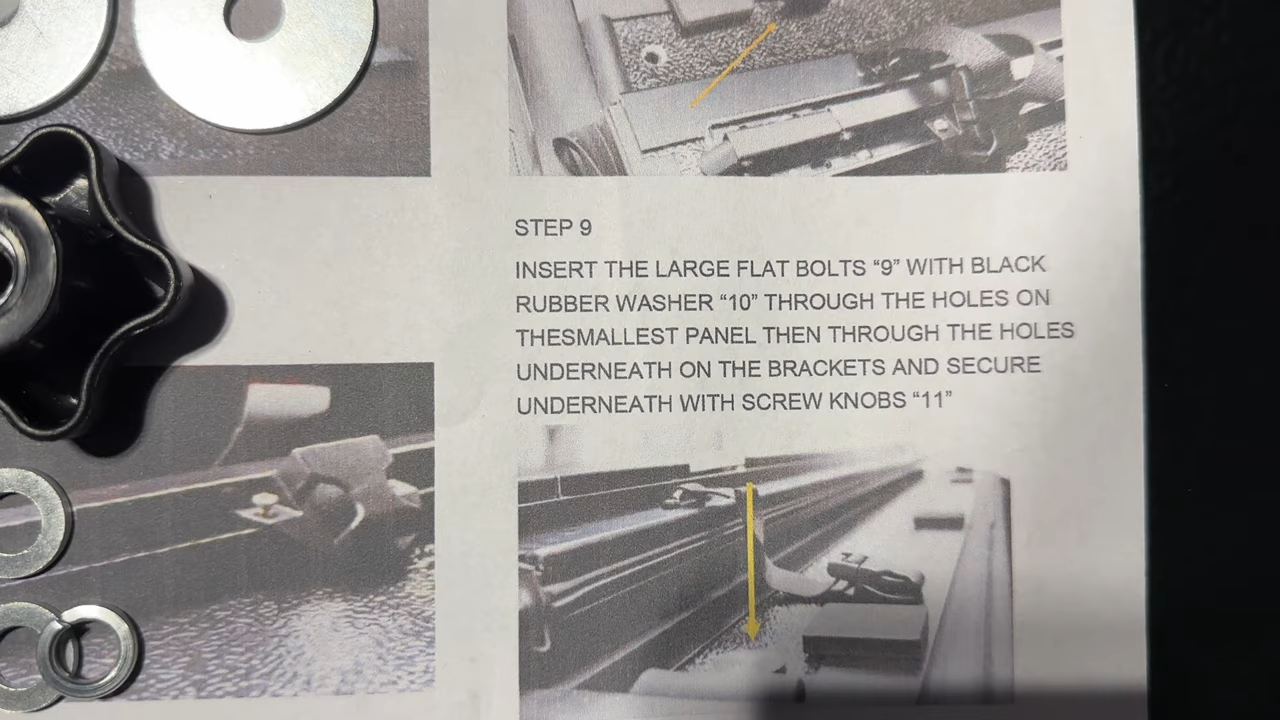 STEP 9
INSERT THE LARGE FLAT BOLTS “9” WITH BLACK
RUBBER WASHER “10” THROUGH THE HOLES ON
THESMALLEST PANEL THEN THROUGH THE HOLES
UNDERNEATH ON THE BRACKETS AND SECURE
UNDERNEATH WITH SCREW KNOBS “11”